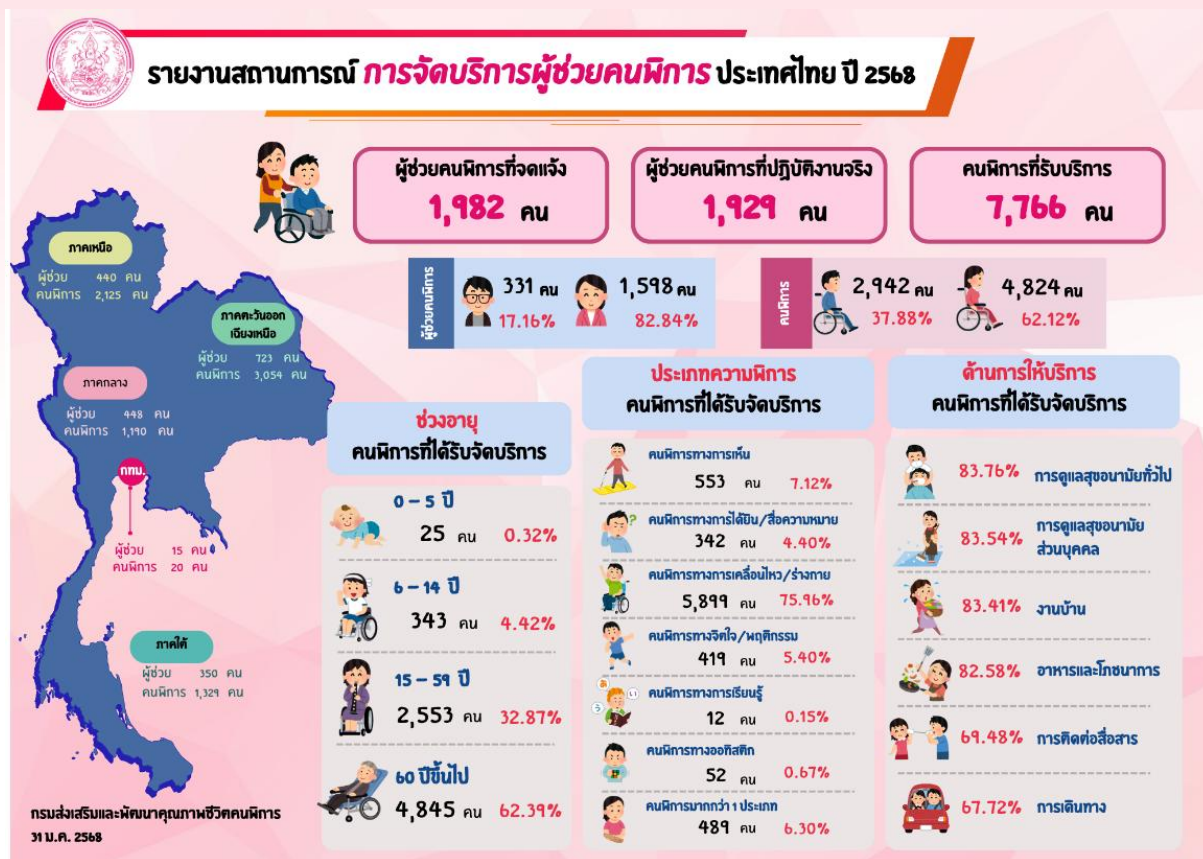 รายงานสถานการณ์ การจัดบริการผู้ช่วยคนพิการ ประเทศไทย ปี 2568
ผู้ช่วยคนพิการที่จดแจ้ง
1,982 คน
ผู้ช่วยคนพิการที่ปฏิบัติงานจริง
1,929 คน
คนพิการที่รับบริการ
7,766 คน
ผู้ช่วยคนพิการ
331 คน
17.16%
1,598 คน
82.84%
คนพิการ
2,942 คน
37.88%
4,824 คน
62.12%
ภาคเหนือ
ผู้ช่วย 440 คน
คนพิการ 2,125 คน
ภาคตะวันออก
เฉียงเหนือ
ผู้ช่วย 723 คน
คนพิการ 3,054 คน
ภาคกลาง
ผู้ช่วย 448 คน
คนพิการ 1,190 คน
กทม.
ผู้ช่วย 15 คน
คนพิการ 20 คน
ภาคใต้
ผู้ช่วย 350 คน
คนพิการ 1,329 คน
กรมส่งเสริมและพัฒนาคุณภาพชีวิตคนพิการ
31 ม.ค. 2568
ช่วงอายุ
คนพิการที่ได้รับจัดบริการ
0 – 5 ปี
25 คน 0.32%
6 – 14 ปี
343 คน 4.42%
15 – 59 ปี
2,553 คน 32.87%
60 ปีขึ้นไป
4,845 คน 62.39%
ประเภทความพิการ
คนพิการที่ได้รับจัดบริการ
คนพิการทางการเห็น
553 คน 7.12%
คนพิการทางการได้ยิน/สื่อความหมาย
342 คน 4.40%
คนพิการทางการเคลื่อนไหว/ร่างกาย
5,899 คน 75.96%
คนพิการทางจิตใจ/พฤติกรรม
419 คน 5.40%
คนพิการทางการเรียนรู้
12 คน 0.15%
คนพิการทางออทิสติก
52 คน 0.67%
คนพิการมากกว่า 1 ประเภท
489 คน 6.30%
ด้านการให้บริการ
คนพิการที่ได้รับจัดบริการ
83.76% การดูแลสุขอนามัยทั่วไป
83.54% การดูแลสุขอนามัย
ส่วนบุคคล
83.41% งานบ้าน
82.58% อาหารและโภชนาการ
69.48% การติดต่อสื่อสาร
67.72% การเดินทาง